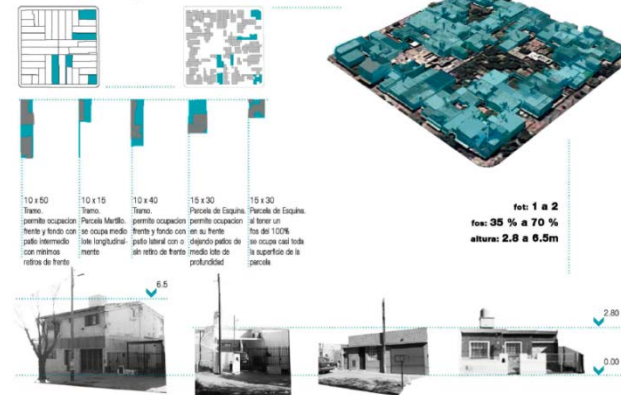 10 x 50
Tramo.
permite ocupacion
frente y fondo con
patio intermedio
con minimos
retiros de frente
10 x 15
Tramo.
Parcela Martillo.
se ocupa medio
lote longitudinal-
mente
10 x 40
Tramo.
permite ocupacion
frente y fondo con
patio lateral con o
sin retiro de frente
15 x 30
Parcela de Esquina.
permite ocupación
en su frente
dejando patios de
medio lote de
profundidad
15 x 30
Parcela de Esquina.
al tener un
fos del 100%
se ocupa casi toda
la superficie de la
parcela
fot: 1 a 2
fos: 35 % a 70 %
altura: 2.8 a 6.5m
6.5
2.80
0.00